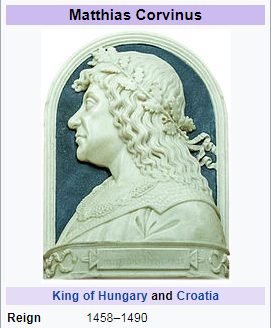 Matthias Corvinus
King of Hungary and Croatia
Reign 1458–1490